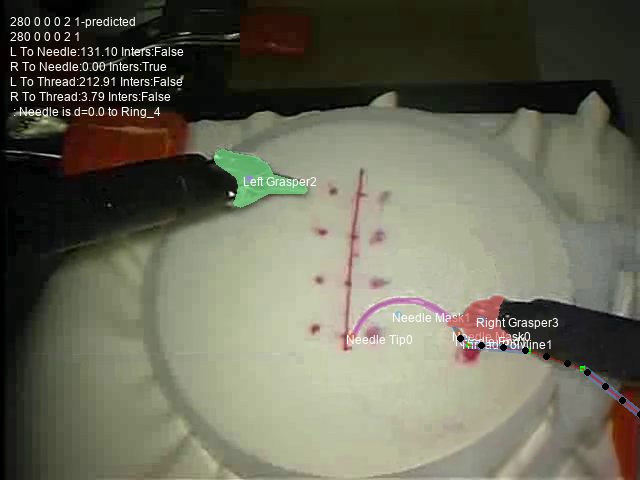 280 0 0 0 2 1-predicted
280 0 0 0 2 1
L To Needle:131.10 Inters:False
R To Needle:0.00 Inters:True
L To Thread:212.91 Inters:False
R To Thread:3.79 Inters:False
: Needle is d=0.0 to Ring_4
Left Grasper2
Needle Mask1
Right Grasper3
Needle Mask0
Needle Tip0